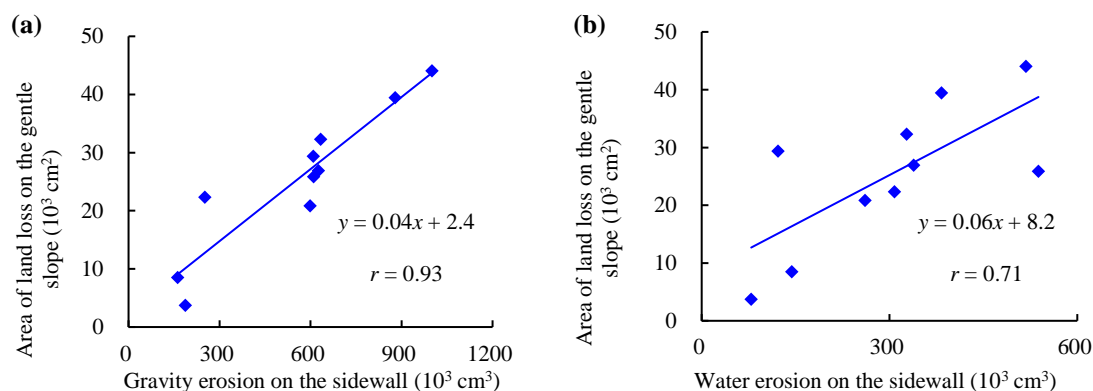 (a)
Area of land loss on the gentle
slope (10³ cm²)
50
40
30
20
10
0
y = 0.04x + 2.4
r = 0.93
0 300 600 900 1200
Gravity erosion on the sidewall (10³ cm³)
(b)
Area of land loss on the gentle
slope (10³ cm²)
50
40
30
20
10
0
y = 0.06x + 8.2
r = 0.71
0 300 600
Water erosion on the sidewall (10³ cm³)